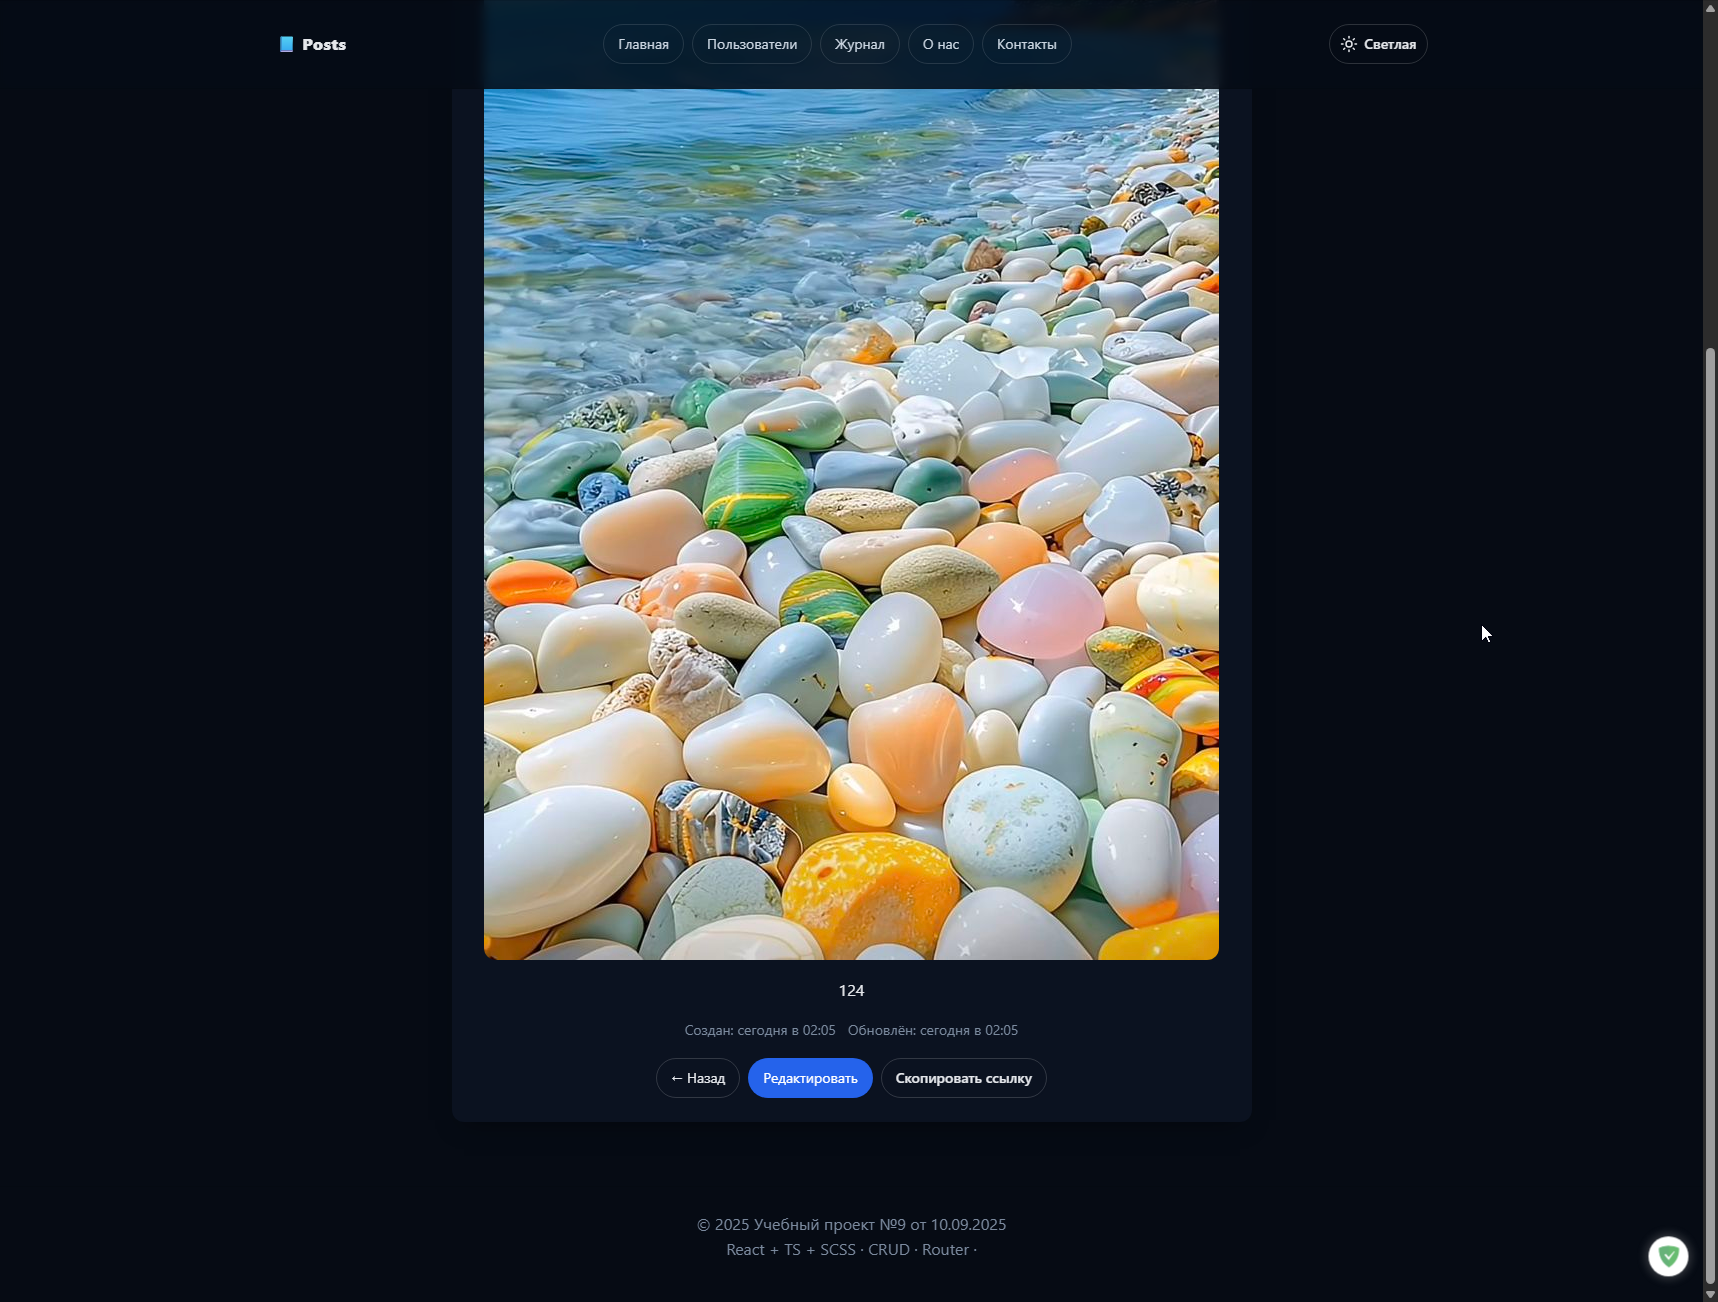 Posts
Главная
Пользователи
Журнал
О нас
Контакты
Светлая
124
Создан: сегодня в 02:05 Обновлён: сегодня в 02:05
← Назад
Редактировать
Скопировать ссылку
© 2025 Учебный проект №9 от 10.09.2025
React + TS + SCSS · CRUD · Router ·